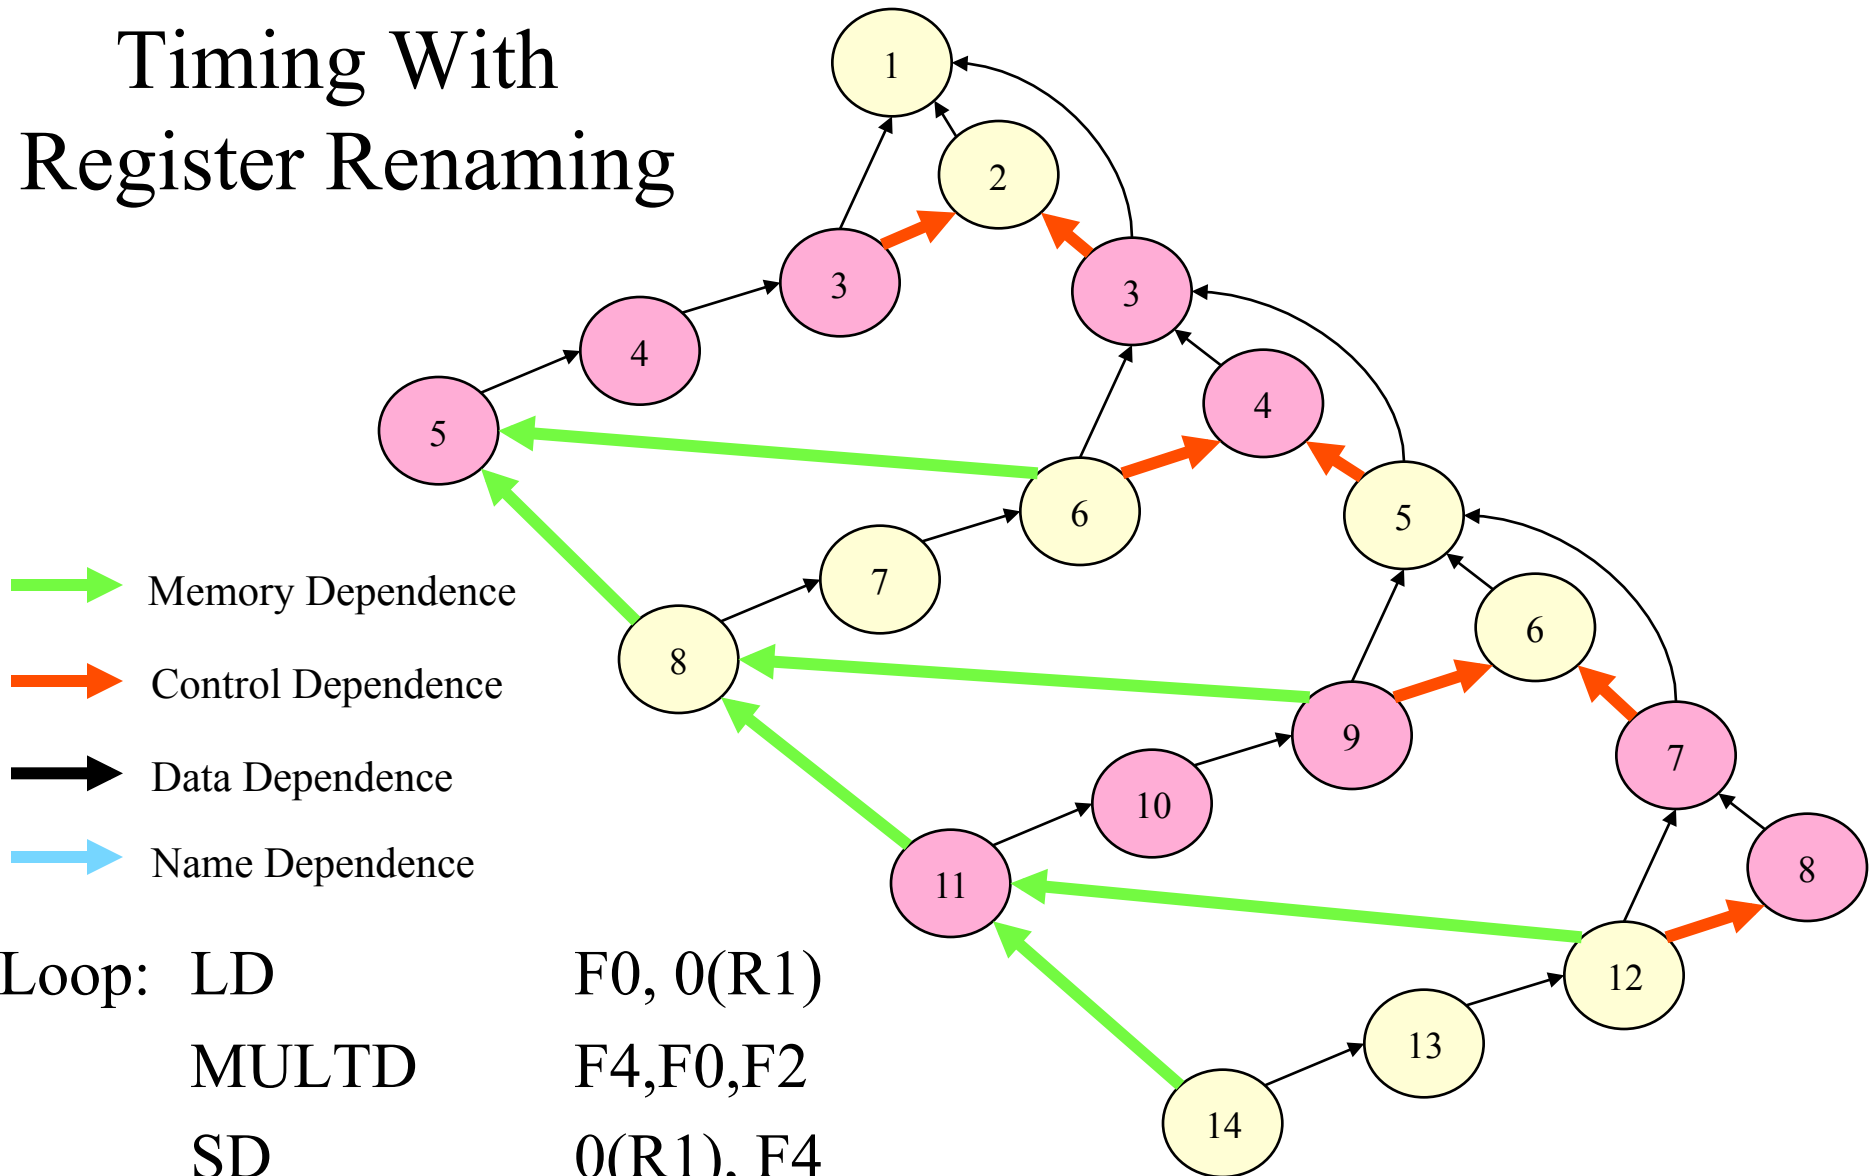 Timing With
Register Renaming
1
2
3
3
4
4
5
5
6
6
7
7
8
8
9
10
11
12
13
14
Memory Dependence
Control Dependence
Data Dependence
Name Dependence
Loop: LD F0, 0(R1)
MULTD F4,F0,F2
SD 0(R1), F4